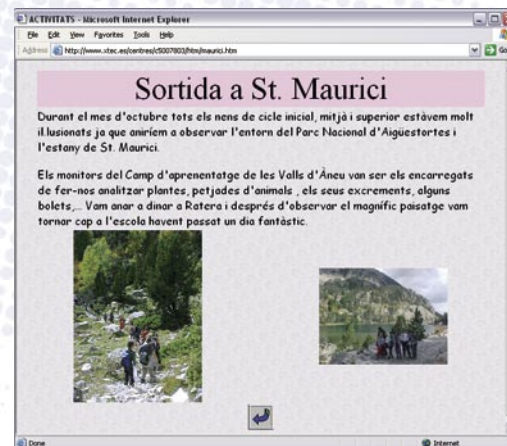 ACTIVITATS - Microsoft Internet Explorer
File Edit View Favorites Tools Help
Address http://www.xtec.es/centres/c5007803/htm/maurici.htm Go
Sortida a St. Maurici
Durant el mes d'octubre tots els nens de cicle inicial, mitjà i superior estàvem molt
il.lusionats ja que aniríem a observar l'entorn del Parc Nacional d'Aigüestortes i
l'estany de St. Maurici.
Els monitors del Camp d'aprenentatge de les Valls d'Àneu van ser els encarregats
de fer-nos analitzar plantes, petjades d'animals , els seus excrements, alguns
bolets,... Vam anar a dinar a Ratera i després d'observar el magnífic paisatge vam
tornar cap a l'escola havent passat un dia fantàstic.
Done Internet